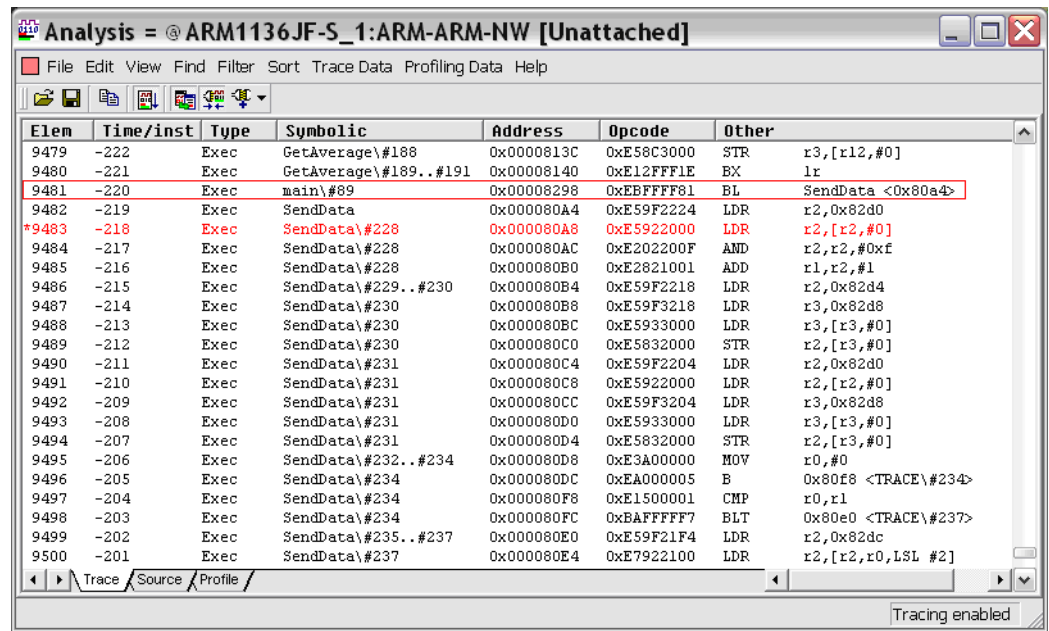 Analysis = @ARM1136JF-S_1:ARM-ARM-NW [Unattached]
File Edit View Find Filter Sort Trace Data Profiling Data Help
Elem Time/inst Type Symbolic Address Opcode Other
9479 -222 Exec GetAverage\#188 0x0000813C 0xE58C3000 STR r3,[r12,#0]
9480 -221 Exec GetAverage\#189..#191 0x00008140 0xE12FFF1E BX lr
9481 -220 Exec main\#89 0x00008298 0xEBFFFF81 BL SendData <0x80a4>
9482 -219 Exec SendData 0x000080A4 0xE59F2224 LDR r2,0x82d0
*9483 -218 Exec SendData\#228 0x000080A8 0xE5922000 LDR r2,[r2,#0]
9484 -217 Exec SendData\#228 0x000080AC 0xE202200F AND r2,r2,#0xf
9485 -216 Exec SendData\#228 0x000080B0 0xE2821001 ADD r1,r2,#1
9486 -215 Exec SendData\#229..#230 0x000080B4 0xE59F2218 LDR r2,0x82d4
9487 -214 Exec SendData\#230 0x000080B8 0xE59F3218 LDR r3,0x82d8
9488 -213 Exec SendData\#230 0x000080BC 0xE5933000 LDR r3,[r3,#0]
9489 -212 Exec SendData\#230 0x000080C0 0xE5832000 STR r2,[r3,#0]
9490 -211 Exec SendData\#231 0x000080C4 0xE59F2204 LDR r2,0x82d0
9491 -210 Exec SendData\#231 0x000080C8 0xE5922000 LDR r2,[r2,#0]
9492 -209 Exec SendData\#231 0x000080CC 0xE59F3204 LDR r3,0x82d8
9493 -208 Exec SendData\#231 0x000080D0 0xE5933000 LDR r3,[r3,#0]
9494 -207 Exec SendData\#231 0x000080D4 0xE5832000 STR r2,[r3,#0]
9495 -206 Exec SendData\#232..#234 0x000080D8 0xE3A00000 MOV r0,#0
9496 -205 Exec SendData\#234 0x000080DC 0xEA000005 B 0x80f8 <TRACE\#234>
9497 -204 Exec SendData\#234 0x000080F8 0xE1500001 CMP r0,r1
9498 -203 Exec SendData\#234 0x000080FC 0xBAFFFFF7 BLT 0x80e0 <TRACE\#237>
9499 -202 Exec SendData\#235..#237 0x000080E0 0xE59F21F4 LDR r2,0x82dc
9500 -201 Exec SendData\#237 0x000080E4 0xE7922100 LDR r2,[r2,r0,LSL #2]
Trace Source Profile
Tracing enabled